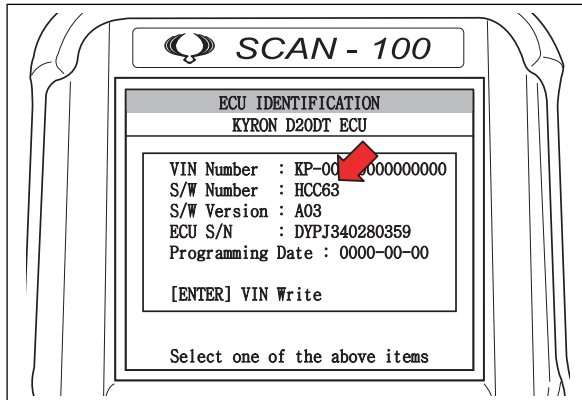 SCAN - 100
ECU IDENTIFICATION
KYRON D20DT ECU
VIN Number : KP-00 0000000000
S/W Number : HCC63
S/W Version : A03
ECU S/N : DYPJ340280359
Programming Date : 0000-00-00
[ENTER] VIN Write
Select one of the above items